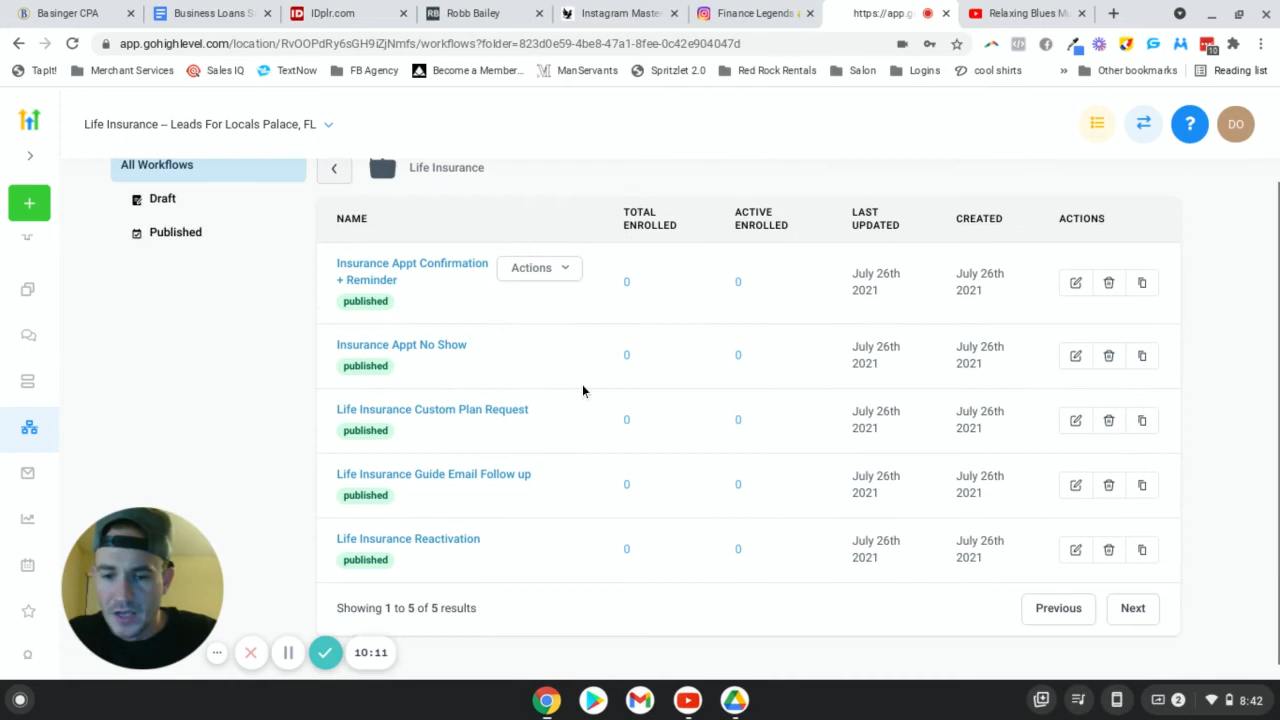 Basinger CPA
Business Loans S
IDplr.com
Robb Bailey
Instagram Maste
Finance Legends
https://app.g
Relaxing Blues Mu
app.gohighlevel.com/location/RvOOPdRy6sGH9iZjNmfs/workflows?folder=823d0e59-4be8-47a1-8fee-0c42e904047d
10
TapIt!
Merchant Services
Sales IQ
TextNow
FB Agency
Become a Member...
ManServants
Spritzlet 2.0
Red Rock Rentals
Salon
Logins
cool shirts
»
Other bookmarks
Reading list
Life Insurance – Leads For Locals Palace, FL
?
DO
All Workflows
Draft
Published
Life Insurance
NAME
TOTAL ENROLLED
ACTIVE ENROLLED
LAST UPDATED
CREATED
ACTIONS
Insurance Appt Confirmation
+ Reminder
published
Actions
0
0
July 26th
2021
July 26th
2021
Insurance Appt No Show
published
0
0
July 26th
2021
July 26th
2021
Life Insurance Custom Plan Request
published
0
0
July 26th
2021
July 26th
2021
Life Insurance Guide Email Follow up
published
0
0
July 26th
2021
July 26th
2021
Life Insurance Reactivation
published
0
0
July 26th
2021
July 26th
2021
Showing 1 to 5 of 5 results
Previous
Next
10:11
2
8:42